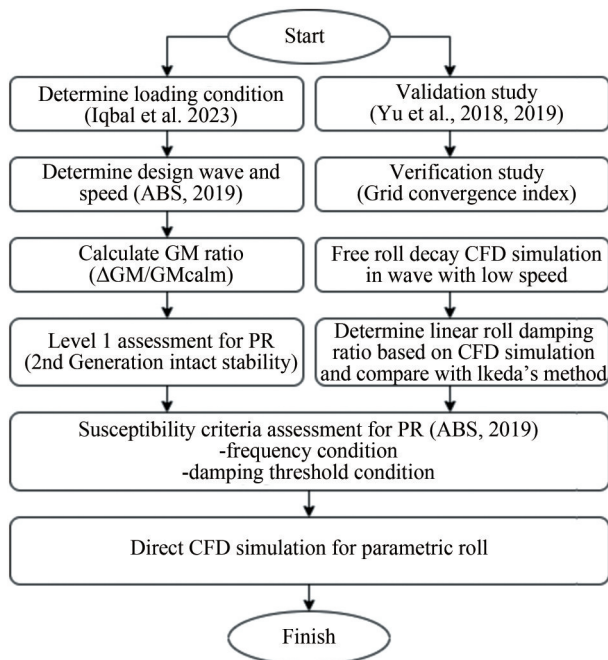 Start
Determine loading condition
(Iqbal et al. 2023)
Determine design wave and
speed (ABS, 2019)
Calculate GM ratio
(ΔGM/GMcalm)
Level 1 assessment for PR
(2nd Generation intact stability)
Validation study
(Yu et al., 2018, 2019)
Verification study
(Grid convergence index)
Free roll decay CFD simulation
in wave with low speed
Determine linear roll damping
ratio based on CFD simulation
and compare with Ikeda's method
Susceptibility criteria assessment for PR (ABS, 2019)
-frequency condition
-damping threshold condition
Direct CFD simulation for parametric roll
Finish